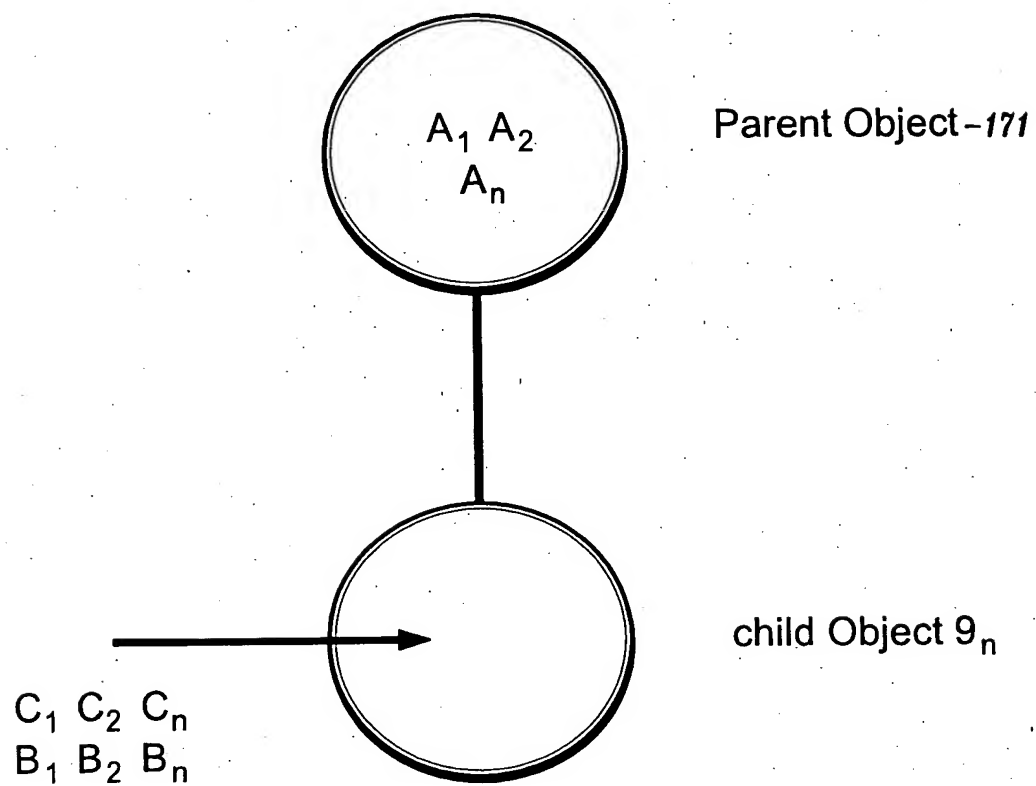 A₁ A₂
Aₙ
Parent Object-171
child Object 9ₙ
C₁ C₂ Cₙ
B₁ B₂ Bₙ